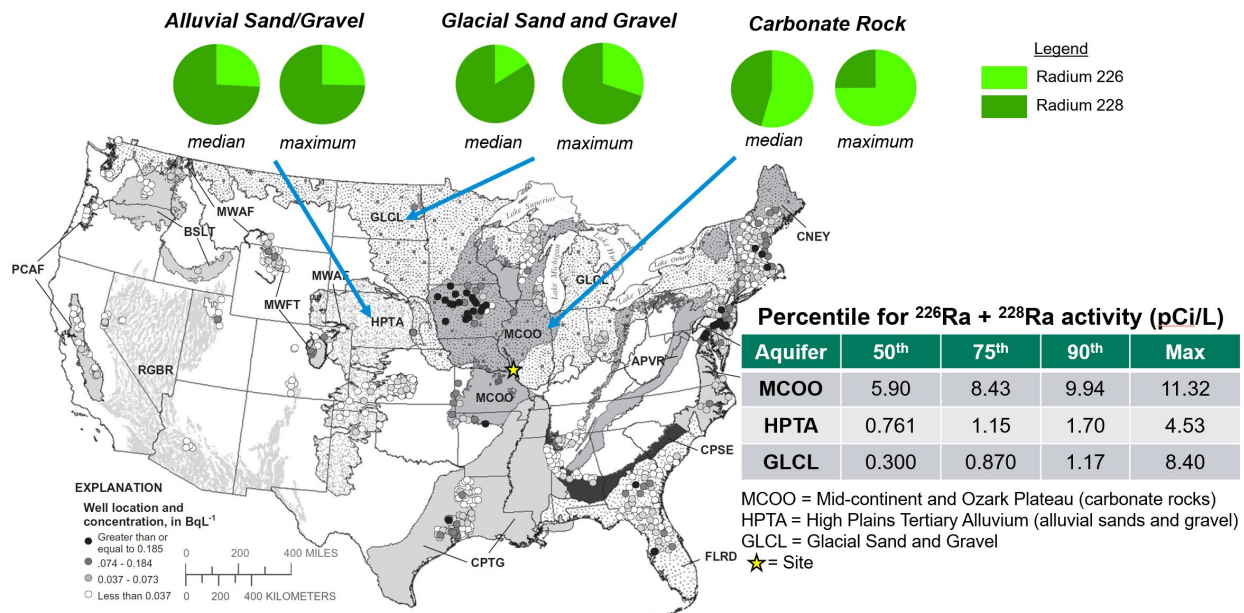 Alluvial Sand/Gravel
Glacial Sand and Gravel
Carbonate Rock
Legend
Radium 226
Radium 228
median
maximum
median
maximum
median
maximum
Lake Superior
MWAF
GLCL
CNEY
BSLT
PCAF
Lake Ontario
MWAF
GLCL
MWFT
HPTA
MCOO
APVR
RGBR
MCOO
CPSE
CPTG
FLRD
Percentile for ²²⁶Ra + ²²⁸Ra activity (pCi/L)
Aquifer 50th 75th 90th Max
MCOO 5.90 8.43 9.94 11.32
HPTA 0.761 1.15 1.70 4.53
GLCL 0.300 0.870 1.17 8.40
MCOO = Mid-continent and Ozark Plateau (carbonate rocks)
HPTA = High Plains Tertiary Alluvium (alluvial sands and gravel)
GLCL = Glacial Sand and Gravel
= Site
EXPLANATION
Well location and
concentration, in BqL⁻¹
Greater than or
equal to 0.185
.074 - 0.184
0.037 - 0.073
Less than 0.037
0 200 400 MILES
0 200 400 KILOMETERS